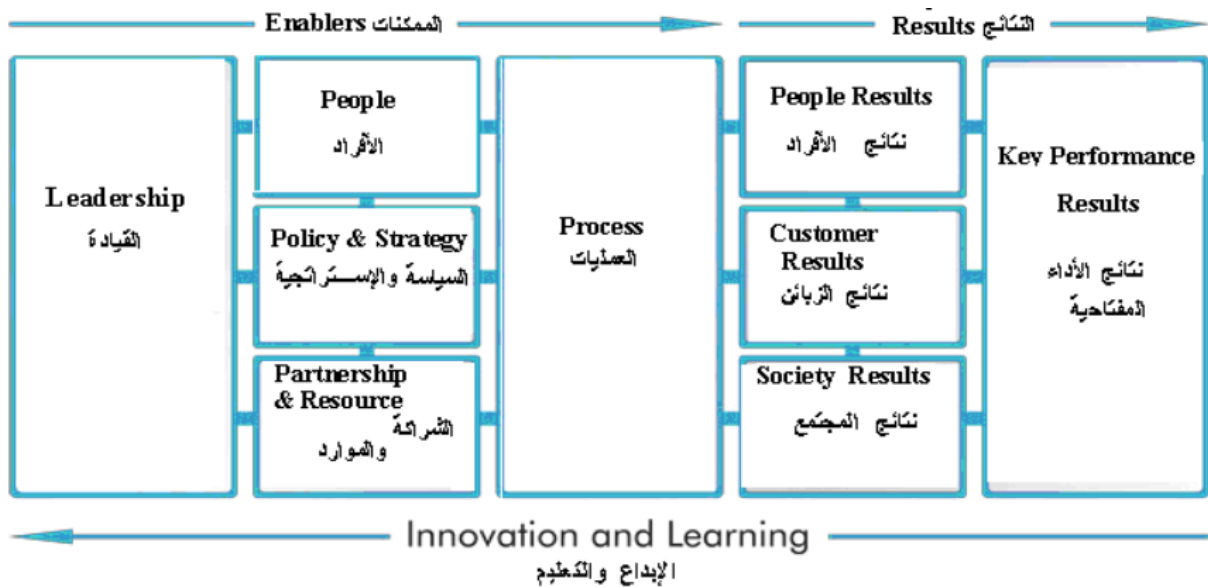 Enablers الممكنات
Results النتائج
Leadership
القيادة
People
الأفراد
Policy & Strategy
السياسة والإستراتجية
Partnership
& Resource
الشراكة
والموارد
Process
العمليات
People Results
نتائج الأفراد
Customer
Results
نتائج الزبائن
Society Results
نتائج المجتمع
Key Performance
Results
نتائج الأداء
المفتاحية
Innovation and Learning
الإبداع والتعليم